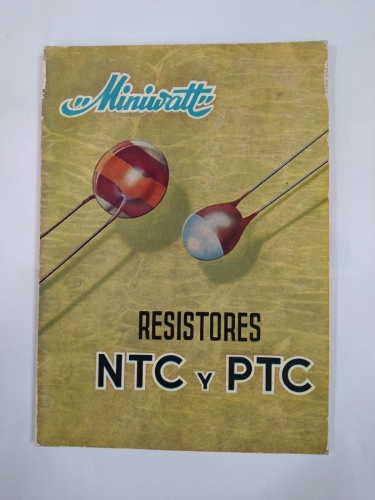 "Miniwatt"
RESISTORES
NTC Y PTC